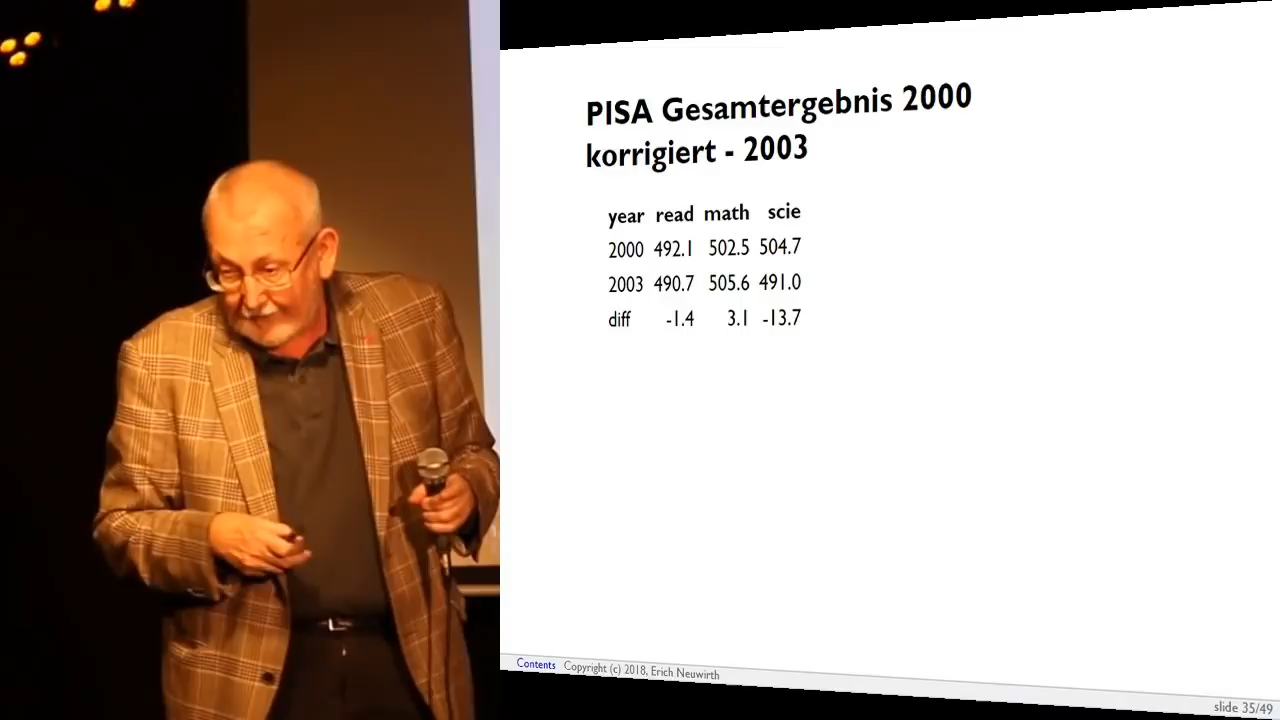 PISA Gesamtergebnis 2000
korrigiert - 2003
year read math scie
2000 492.1 502.5 504.7
2003 490.7 505.6 491.0
diff -1.4 3.1 -13.7
Contents Copyright (c) 2018, Erich Neuwirth
slide 35/49